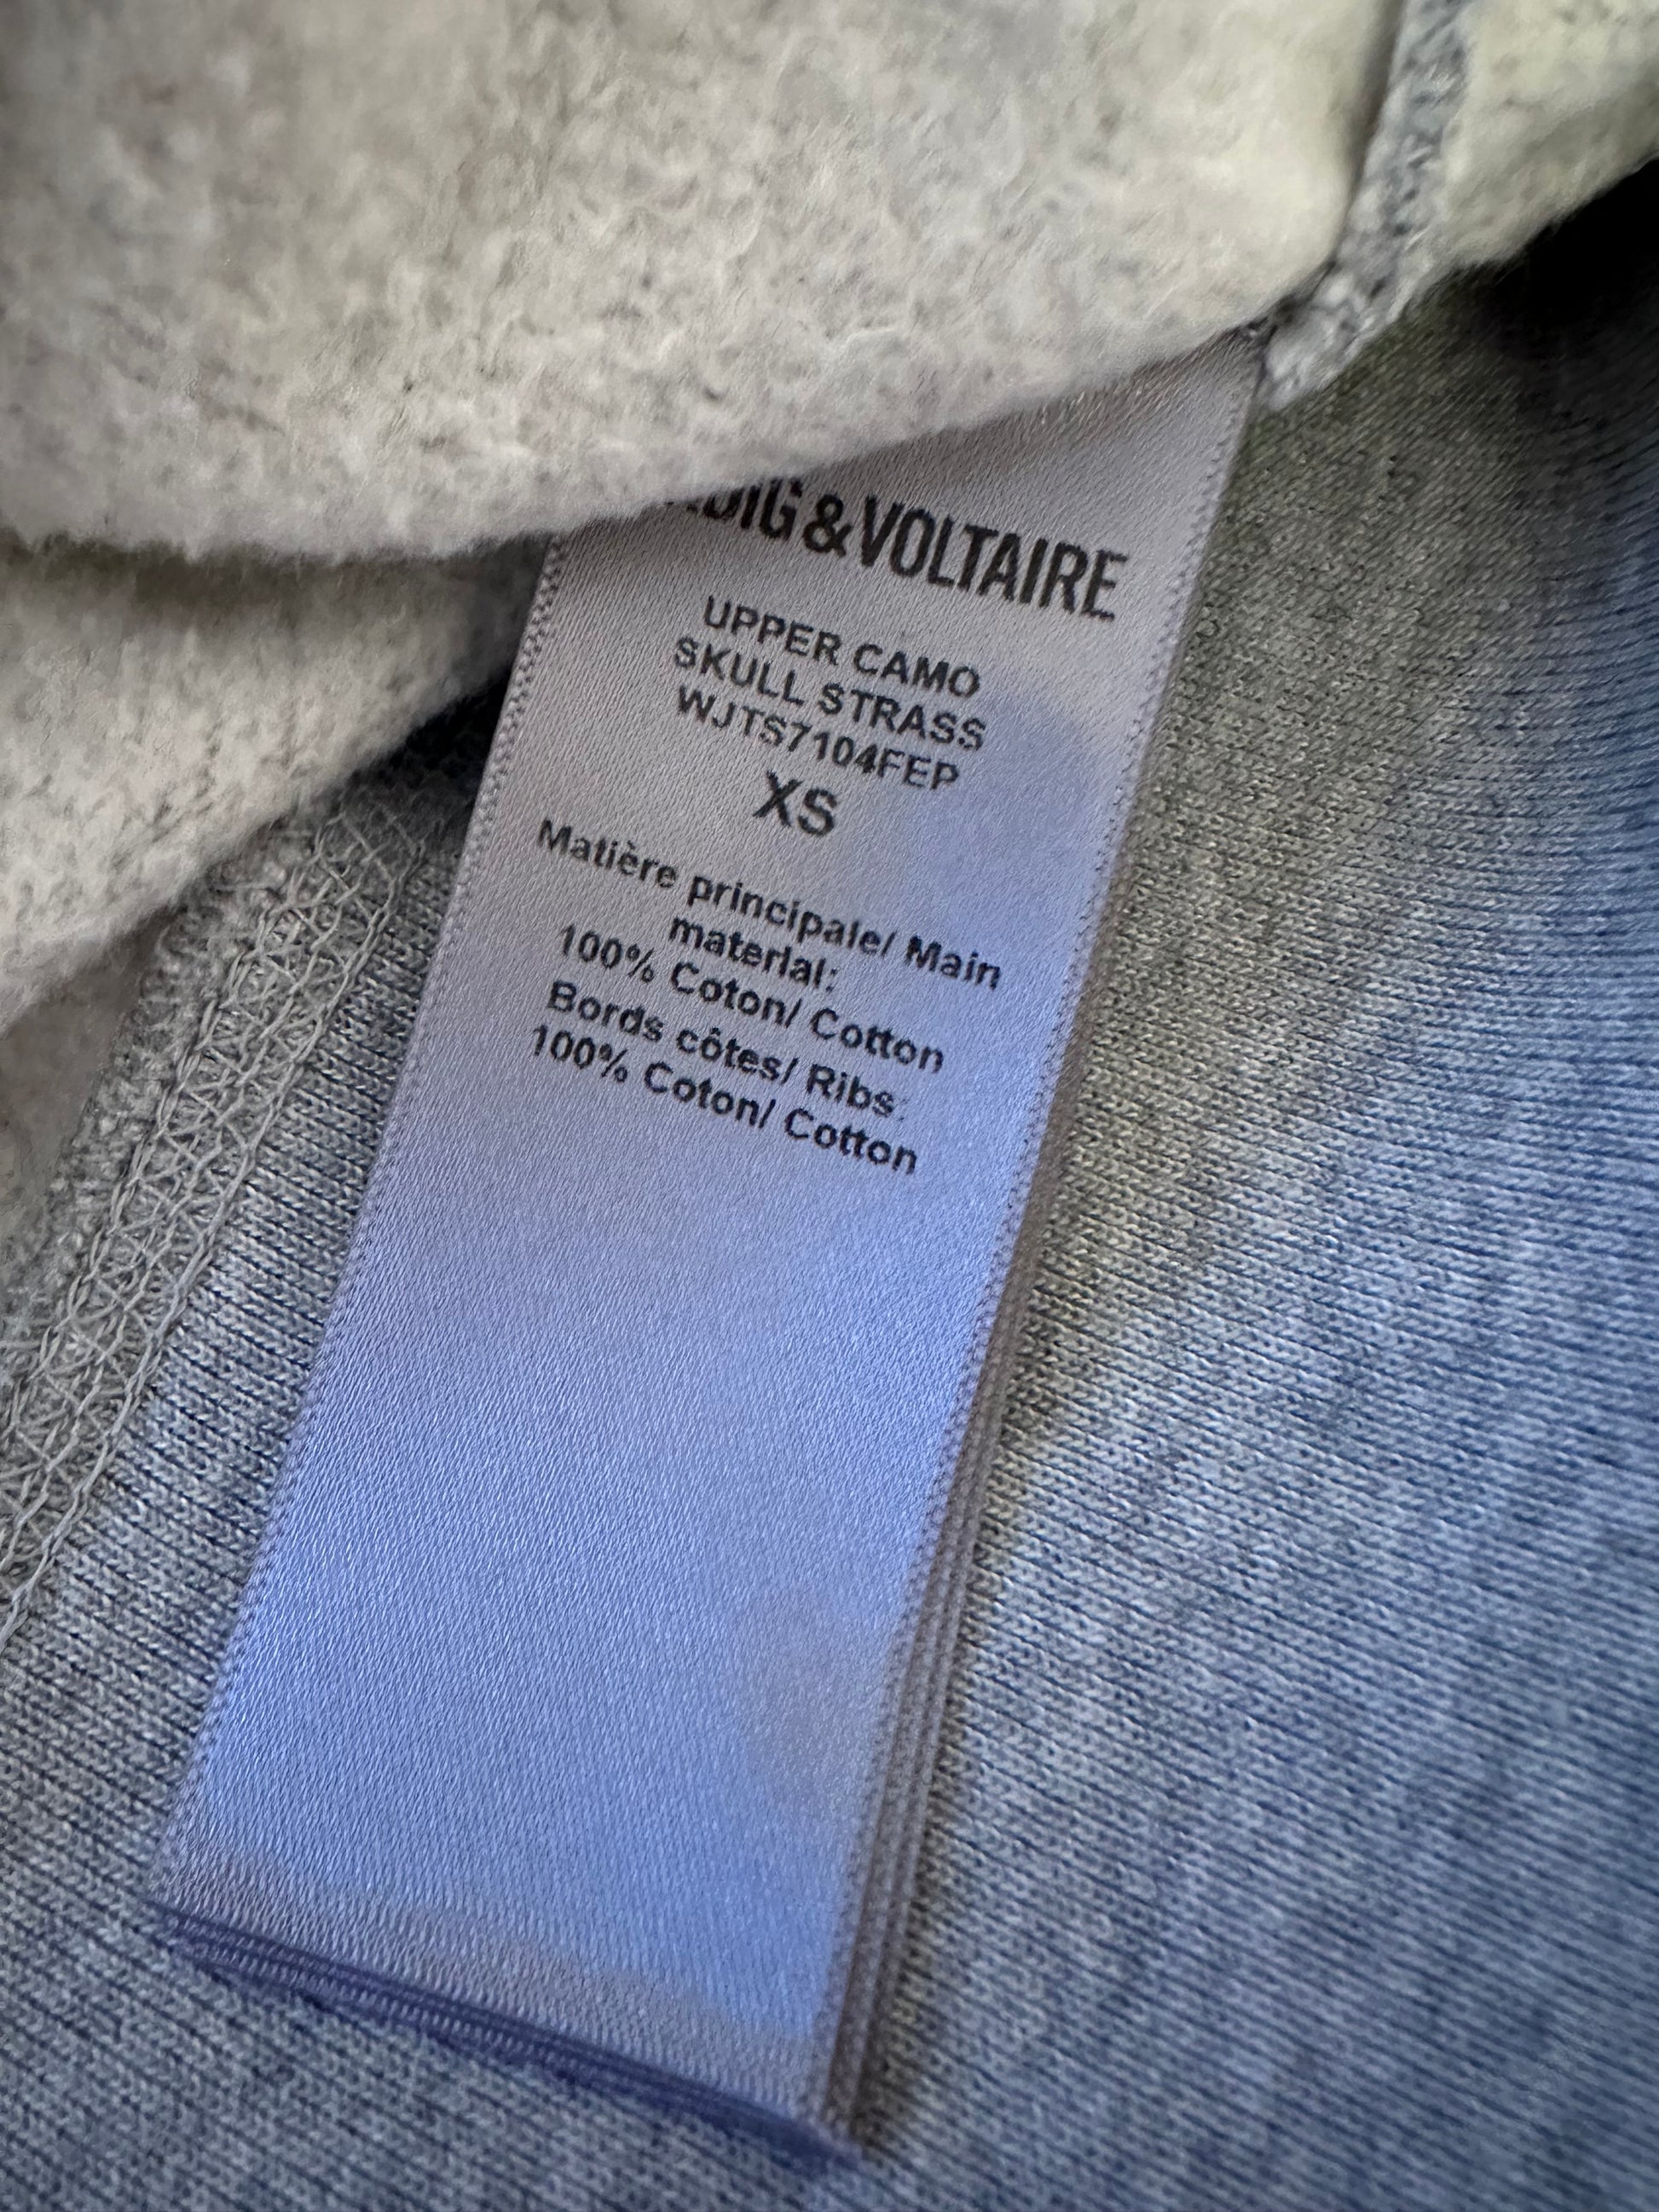 &VOLTAIRE
UPPER CAMO
SKULL STRASS
WJTS7104FEP
XS
Matière principale/ Main
material:
100% Coton/ Cotton
Bords côtes/ Ribs:
100% Coton/ Cotton